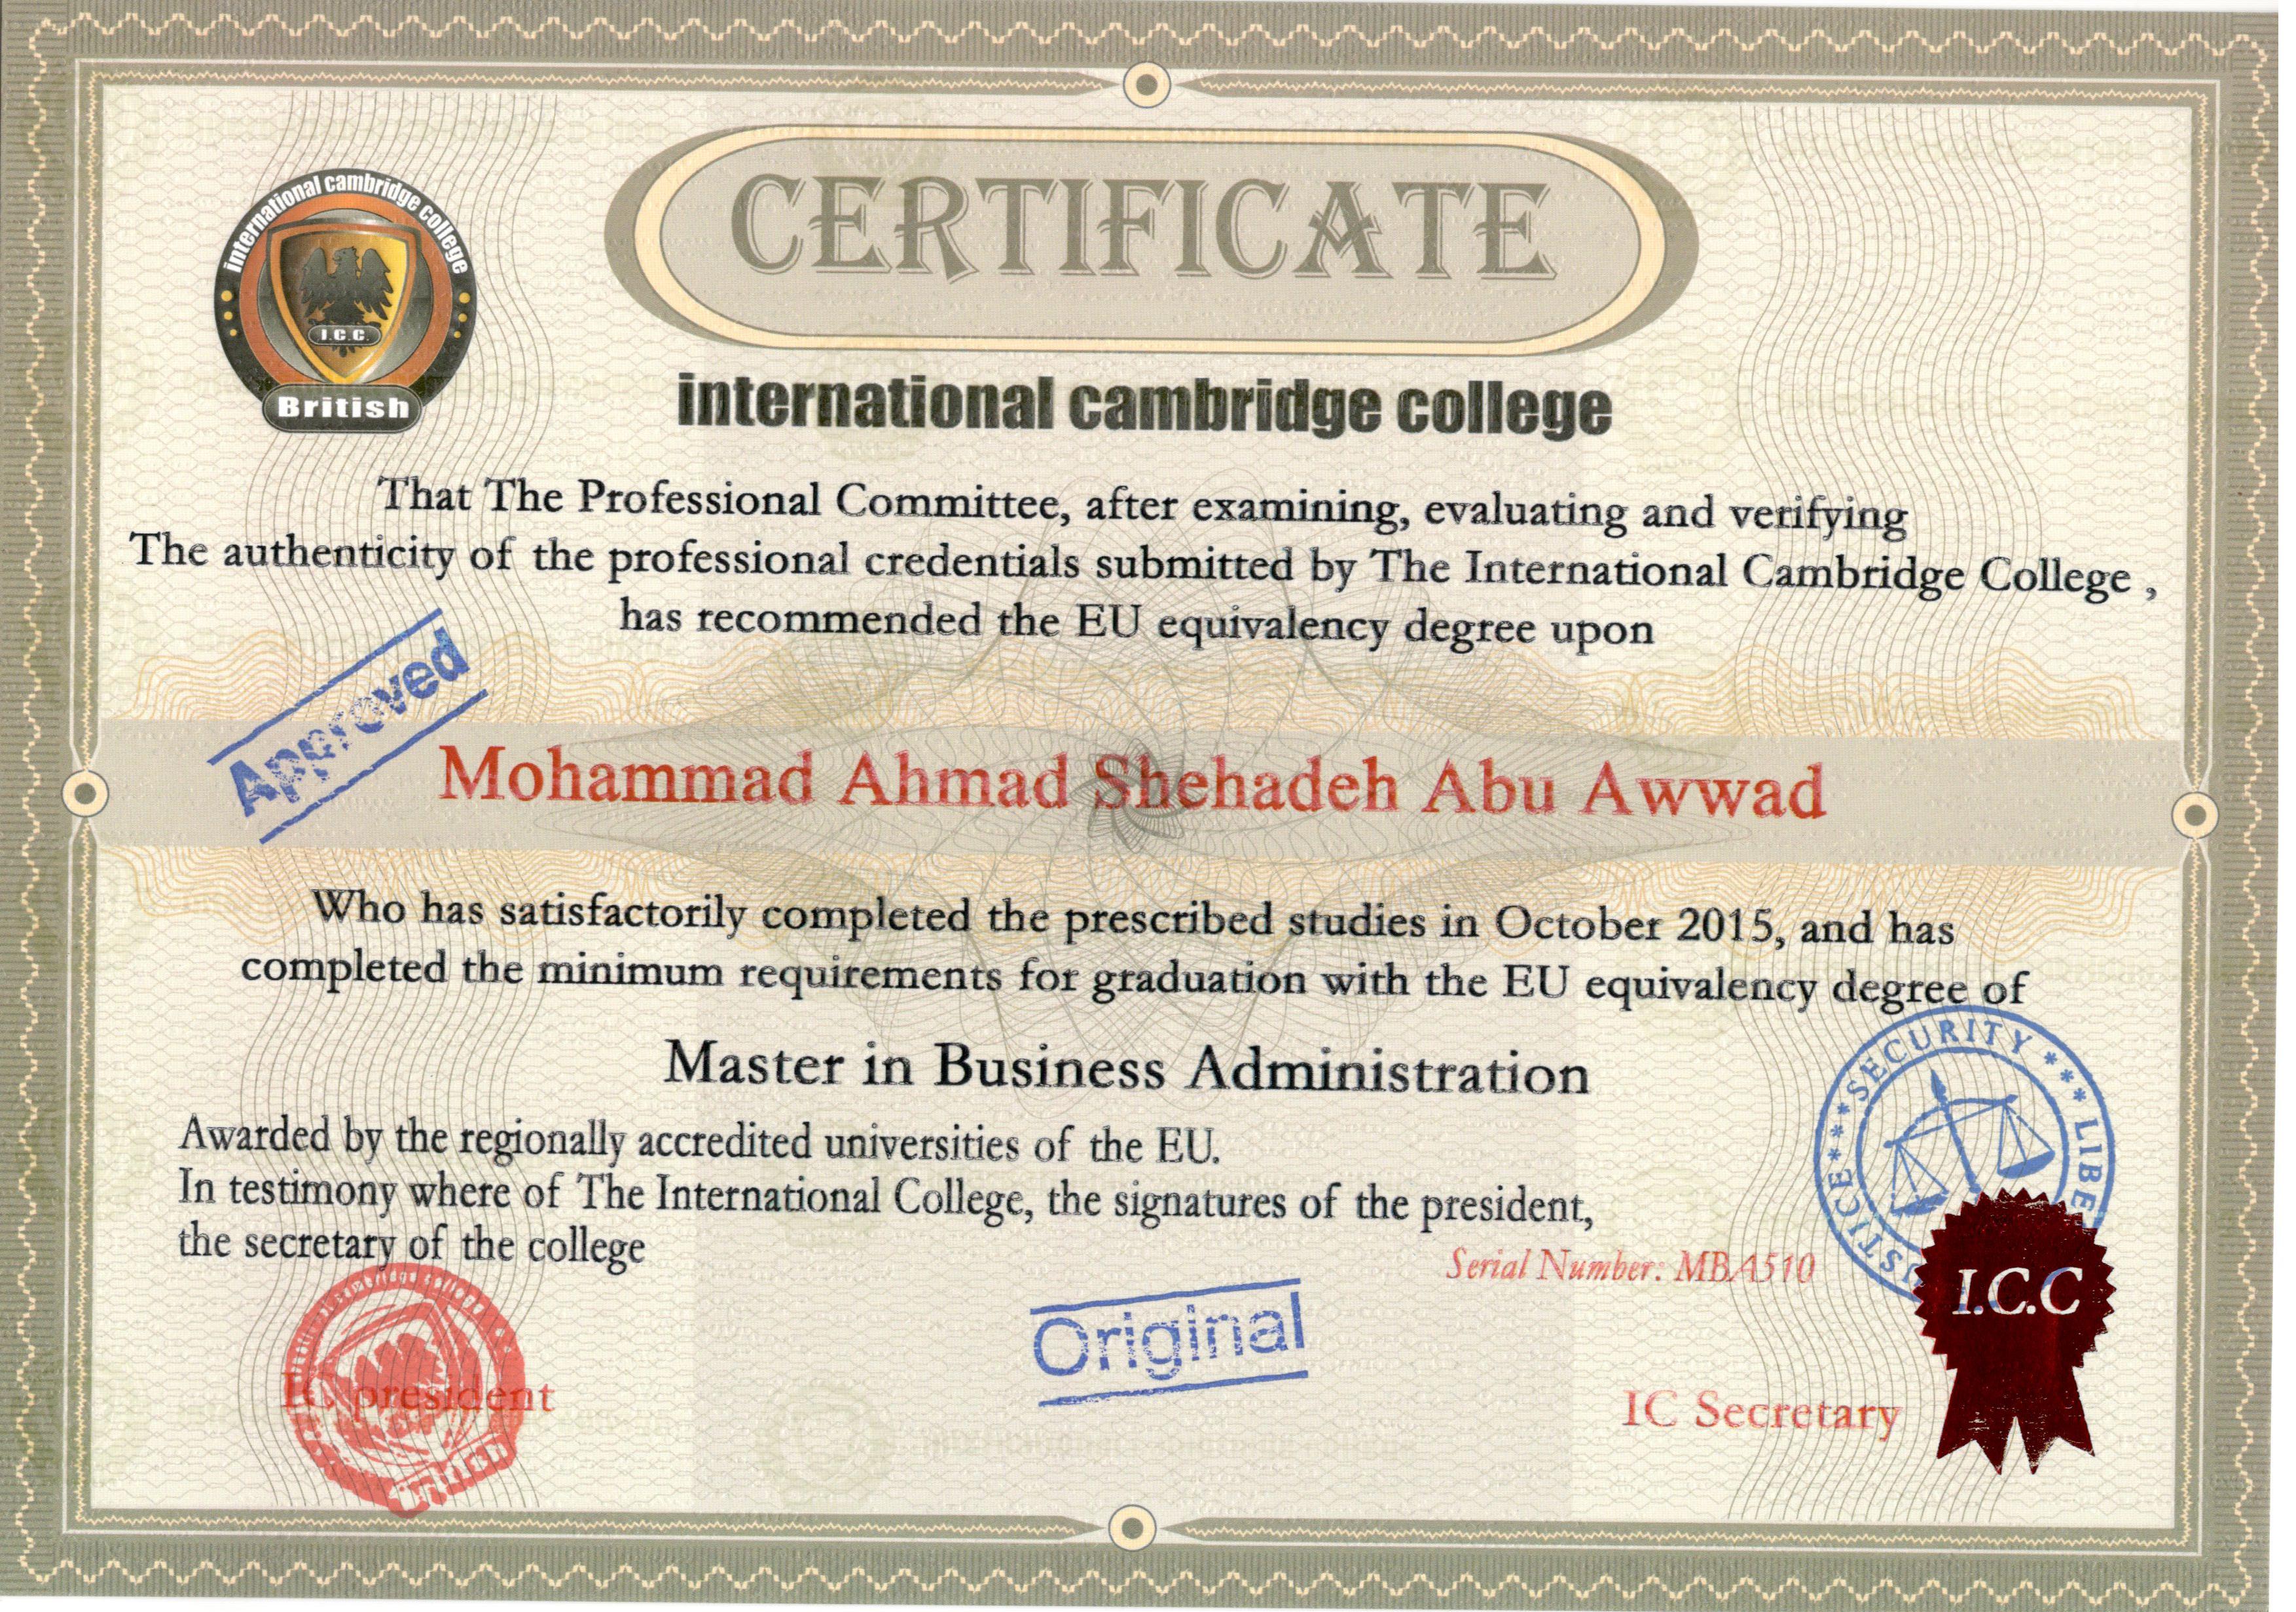 CERTIFICATE
international cambridge college
I.C.C.
British
international cambridge college
That The Professional Committee, after examining, evaluating and verifying
The authenticity of the professional credentials submitted by The International Cambridge College ,
has recommended the EU equivalency degree upon
Approved
Mohammad Ahmad Shehadeh Abu Awwad
Who has satisfactorily completed the prescribed studies in October 2015, and has
completed the minimum requirements for graduation with the EU equivalency degree of
Master in Business Administration
SECURITY *** LIBE
USTICE***
Awarded by the regionally accredited universities of the EU.
In testimony where of The International College, the signatures of the president,
the secretary of the college
Serial Number: MBA510
I.C.C
Original
cambridge college
IC president
British
IC Secretary